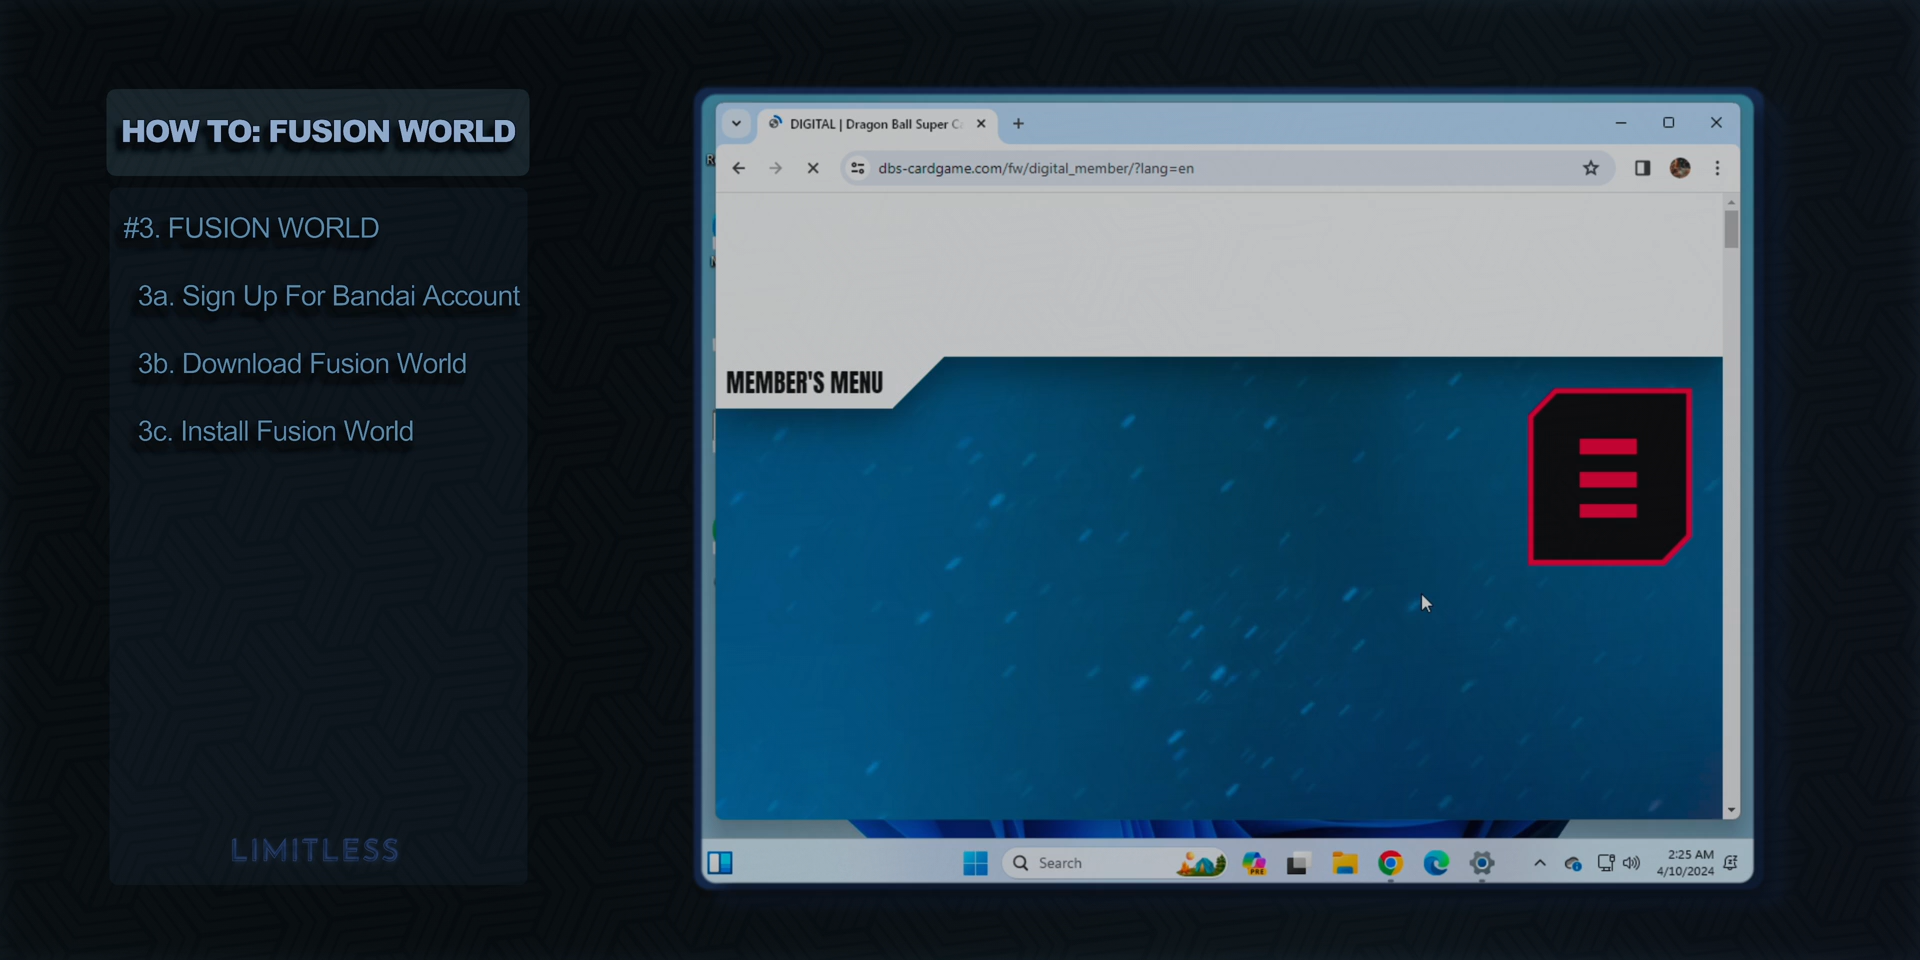 HOW TO: FUSION WORLD
#3. FUSION WORLD
3a. Sign Up For Bandai Account
3b. Download Fusion World
3c. Install Fusion World
LIMITLESS
DIGITAL | Dragon Ball Super C
dbs-cardgame.com/fw/digital_member/?lang=en
MEMBER'S MENU
Search
PRE
2:25 AM
4/10/2024